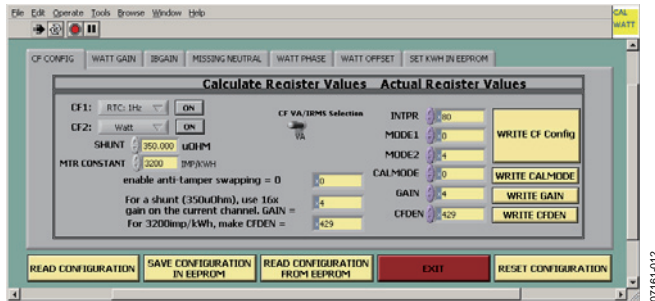 File Edit Operate Tools Browse Window Help
CAL
WATT
CF CONFIG WATT GAIN IBGAIN MISSING NEUTRAL WATT PHASE WATT OFFSET SET KWH IN EEPROM
Calculate Register Values Actual Register Values
CF1: RTC: 1Hz ON
CF2: Watt ON
SHUNT 350.000 uOHM
MTR CONSTANT 3200 IMP/KWH
CF VA/IRMS Selection
VA
enable anti-tamper swapping = 0 0
For a shunt (350uOhm), use 16x
gain on the current channel. GAIN = 4
For 3200imp/kWh, make CFDEN = 429
INTPR 80
MODE1 0
MODE2 4
CALMODE 0
GAIN 4
CFDEN 429
WRITE CF Config
WRITE CALMODE
WRITE GAIN
WRITE CFDEN
READ CONFIGURATION
SAVE CONFIGURATION
IN EEPROM
READ CONFIGURATION
FROM EEPROM
EXIT
RESET CONFIGURATION
07161-012